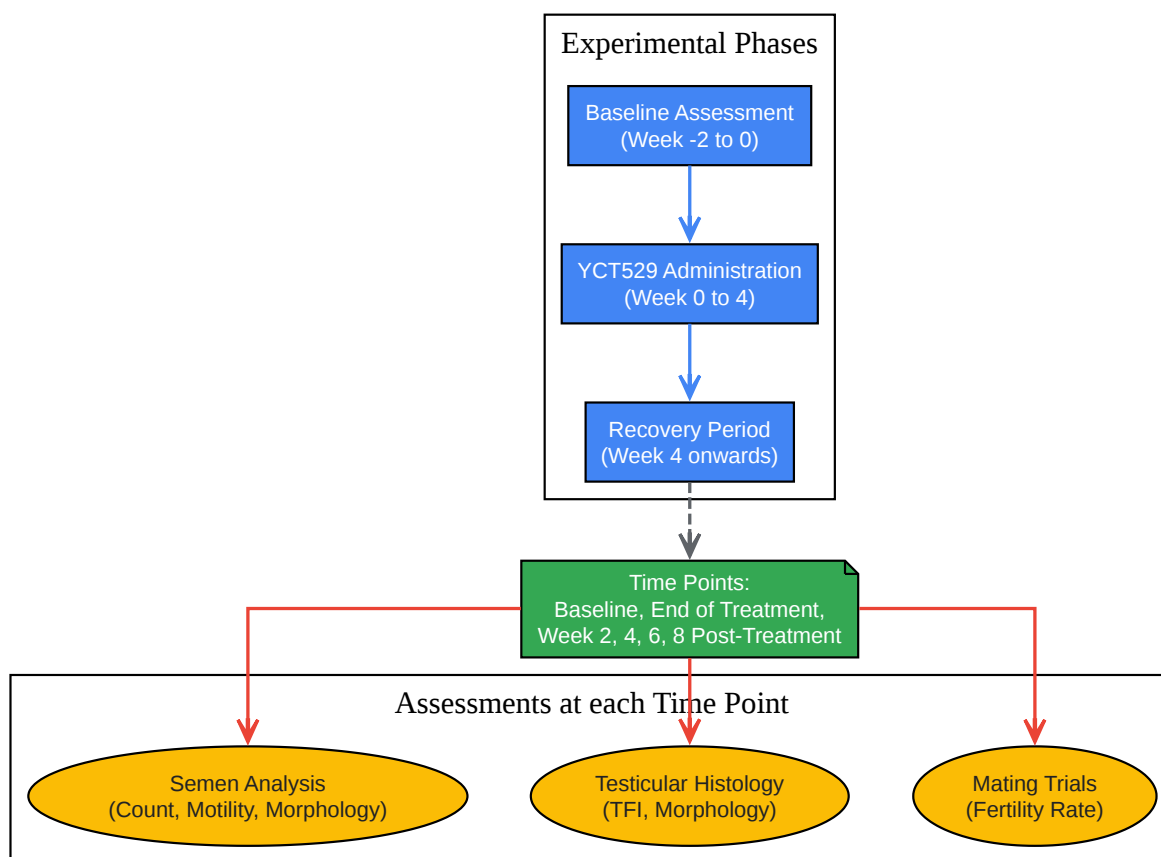 Experimental Phases
Baseline Assessment
(Week -2 to 0)
YCT529 Administration
(Week 0 to 4)
Recovery Period
(Week 4 onwards)
Time Points:
Baseline, End of Treatment,
Week 2, 4, 6, 8 Post-Treatment
Assessments at each Time Point
Semen Analysis
(Count, Motility, Morphology)
Testicular Histology
(TFI, Morphology)
Mating Trials
(Fertility Rate)